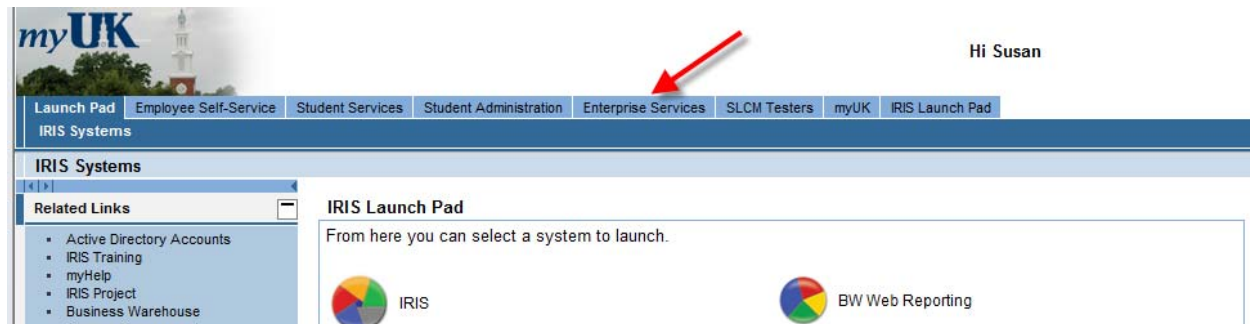 myUK
Hi Susan
Launch Pad Employee Self-Service Student Services Student Administration Enterprise Services SLCM Testers myUK IRIS Launch Pad
IRIS Systems
IRIS Systems
Related Links
Active Directory Accounts
IRIS Training
myHelp
IRIS Project
Business Warehouse
IRIS Launch Pad
From here you can select a system to launch.
IRIS
BW Web Reporting